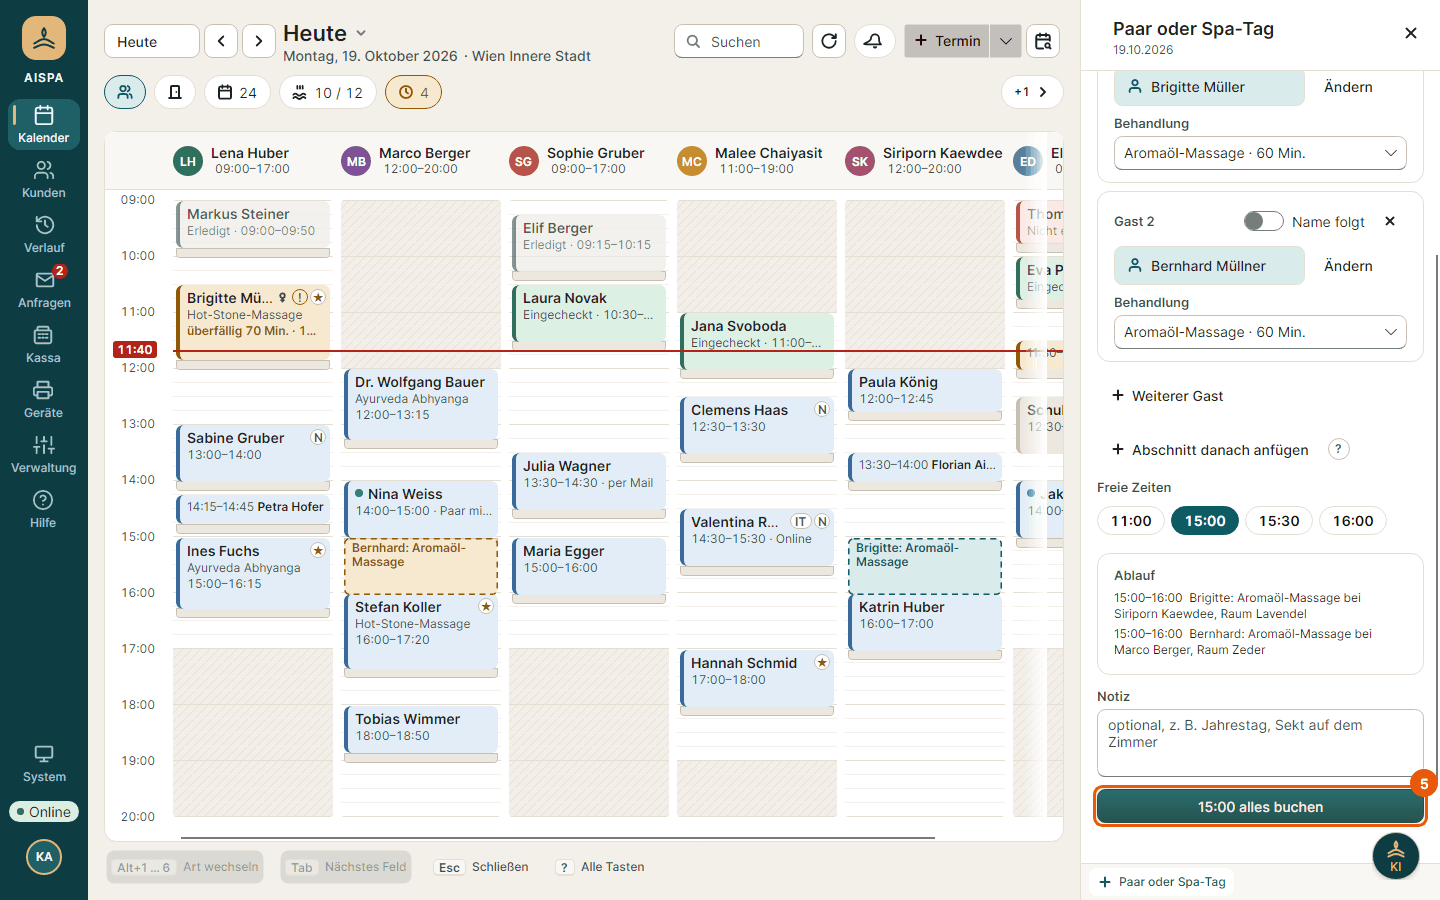 AISPA
Kalender
Kunden
Verlauf
2
Anfragen
Kassa
Geräte
Verwaltung
Hilfe
System
Online
KA
Heute
Heute
Montag, 19. Oktober 2026 · Wien Innere Stadt
Suchen
Termin
24
10 / 12
4
+1
LH
Lena Huber
09:00–17:00
MB
Marco Berger
12:00–20:00
SG
Sophie Gruber
09:00–17:00
MC
Malee Chaiyasit
11:00–19:00
SK
Siriporn Kaewdee
12:00–20:00
ED
09:00
10:00
11:00
11:40
12:00
13:00
14:00
15:00
16:00
17:00
18:00
19:00
20:00
Markus Steiner
Erledigt · 09:00–09:50
Brigitte Mü... !
Hot-Stone-Massage
überfällig 70 Min. · 1...
Sabine Gruber N
13:00–14:00
14:15–14:45 Petra Hofer
Ines Fuchs
Ayurveda Abhyanga
15:00–16:15
Dr. Wolfgang Bauer
Ayurveda Abhyanga
12:00–13:15
Nina Weiss
14:00–15:00 · Paar mi...
Bernhard: Aromaöl-
Massage
Stefan Koller
Hot-Stone-Massage
16:00–17:20
Tobias Wimmer
18:00–18:50
Elif Berger
Erledigt · 09:15–10:15
Laura Novak
Eingecheckt · 10:30–...
Julia Wagner
13:30–14:30 · per Mail
Maria Egger
15:00–16:00
Jana Svoboda
Eingecheckt · 11:00–...
Clemens Haas N
12:30–13:30
Valentina R... IT N
14:30–15:30 · Online
Hannah Schmid
17:00–18:00
Paula König
12:00–12:45
13:30–14:00 Florian Ai...
Brigitte: Aromaöl-
Massage
Katrin Huber
16:00–17:00
Eva P
Alt+1 ... 6 Art wechseln
Tab Nächstes Feld
Esc Schließen
? Alle Tasten
Paar oder Spa-Tag
19.10.2026
Brigitte Müller
Ändern
Behandlung
Aromaöl-Massage · 60 Min.
Gast 2
Name folgt
Bernhard Müllner
Ändern
Behandlung
Aromaöl-Massage · 60 Min.
Weiterer Gast
Abschnitt danach anfügen ?
Freie Zeiten
11:00
15:00
15:30
16:00
Ablauf
15:00–16:00 Brigitte: Aromaöl-Massage bei
Siriporn Kaewdee, Raum Lavendel
15:00–16:00 Bernhard: Aromaöl-Massage bei
Marco Berger, Raum Zeder
Notiz
optional, z. B. Jahrestag, Sekt auf dem
Zimmer
5
15:00 alles buchen
KI
Paar oder Spa-Tag